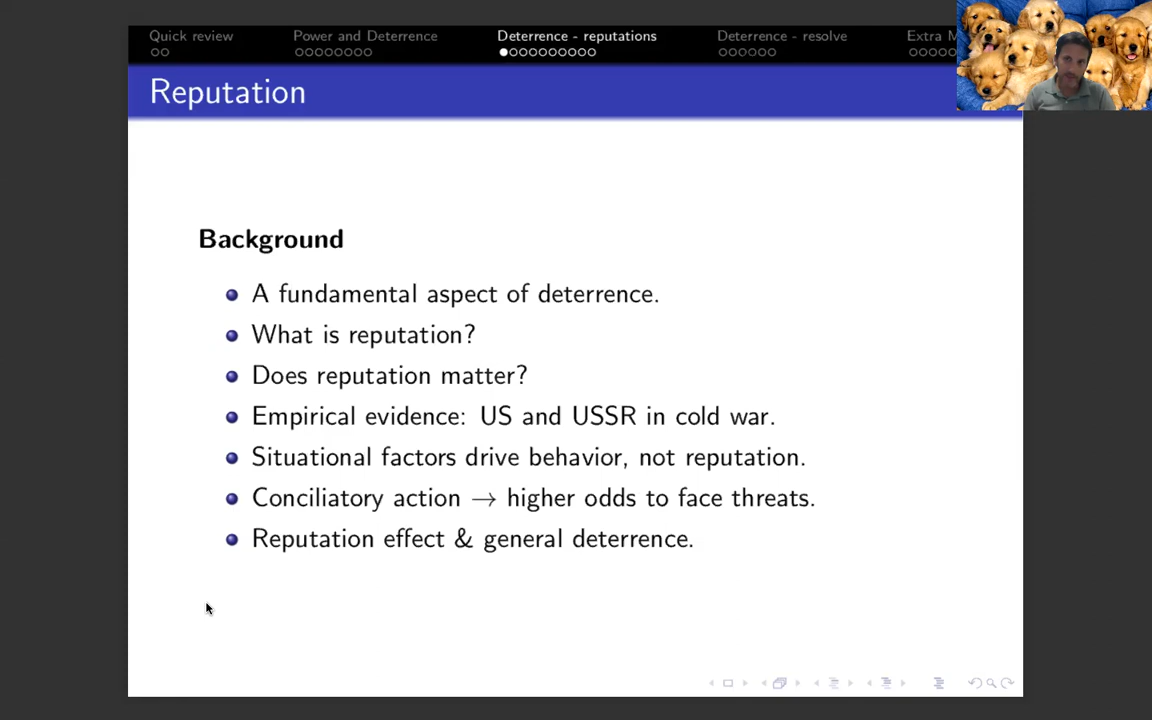 Quick review
Power and Deterrence
Deterrence - reputations
Deterrence - resolve
Extra M
Reputation
Background
A fundamental aspect of deterrence.
What is reputation?
Does reputation matter?
Empirical evidence: US and USSR in cold war.
Situational factors drive behavior, not reputation.
Conciliatory action → higher odds to face threats.
Reputation effect & general deterrence.